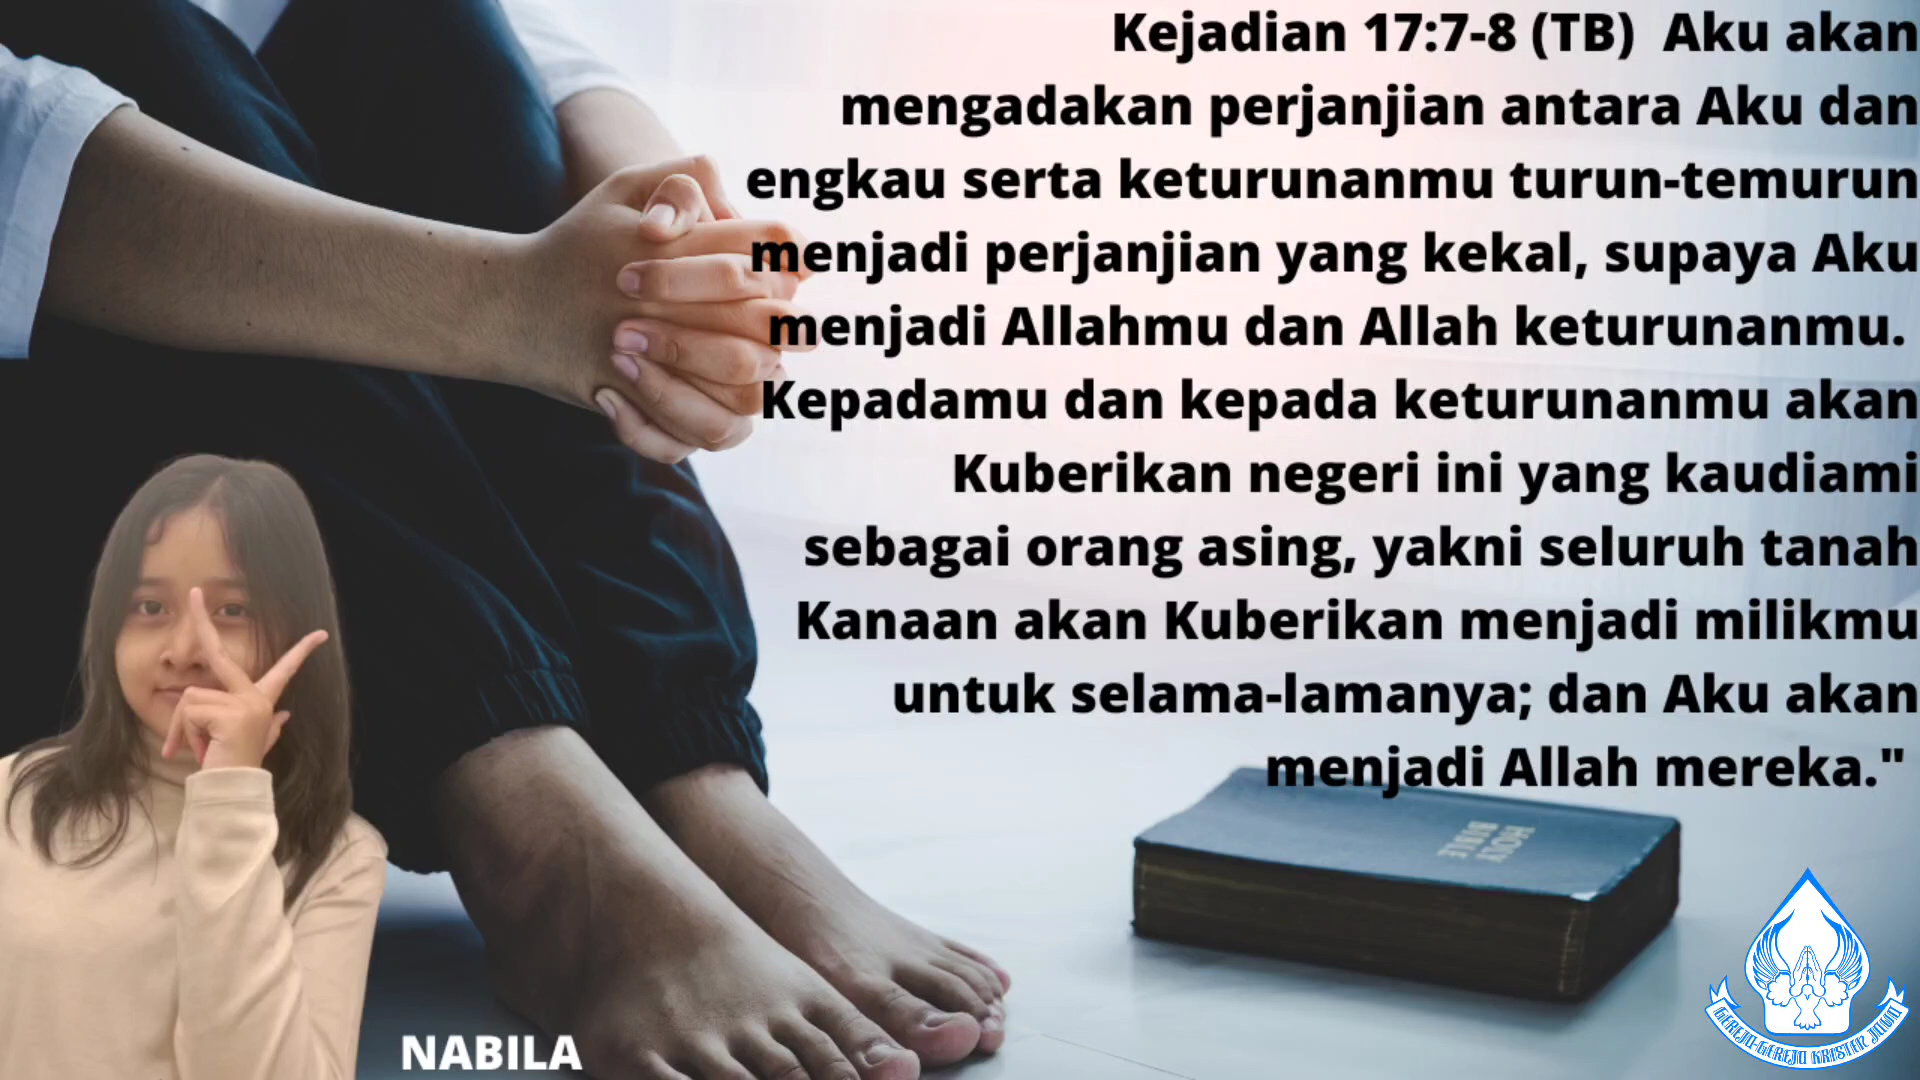 Kejadian 17:7-8 (TB) Aku akan
mengadakan perjanjian antara Aku dan
engkau serta keturunanmu turun-temurun
menjadi perjanjian yang kekal, supaya Aku
menjadi Allahmu dan Allah keturunanmu.
Kepadamu dan kepada keturunanmu akan
Kuberikan negeri ini yang kaudiami
sebagai orang asing, yakni seluruh tanah
Kanaan akan Kuberikan menjadi milikmu
untuk selama-lamanya; dan Aku akan
menjadi Allah mereka."
HOLY
BIBLE
NABILA
GEREJA-GEREJA KRISTEN JAWA